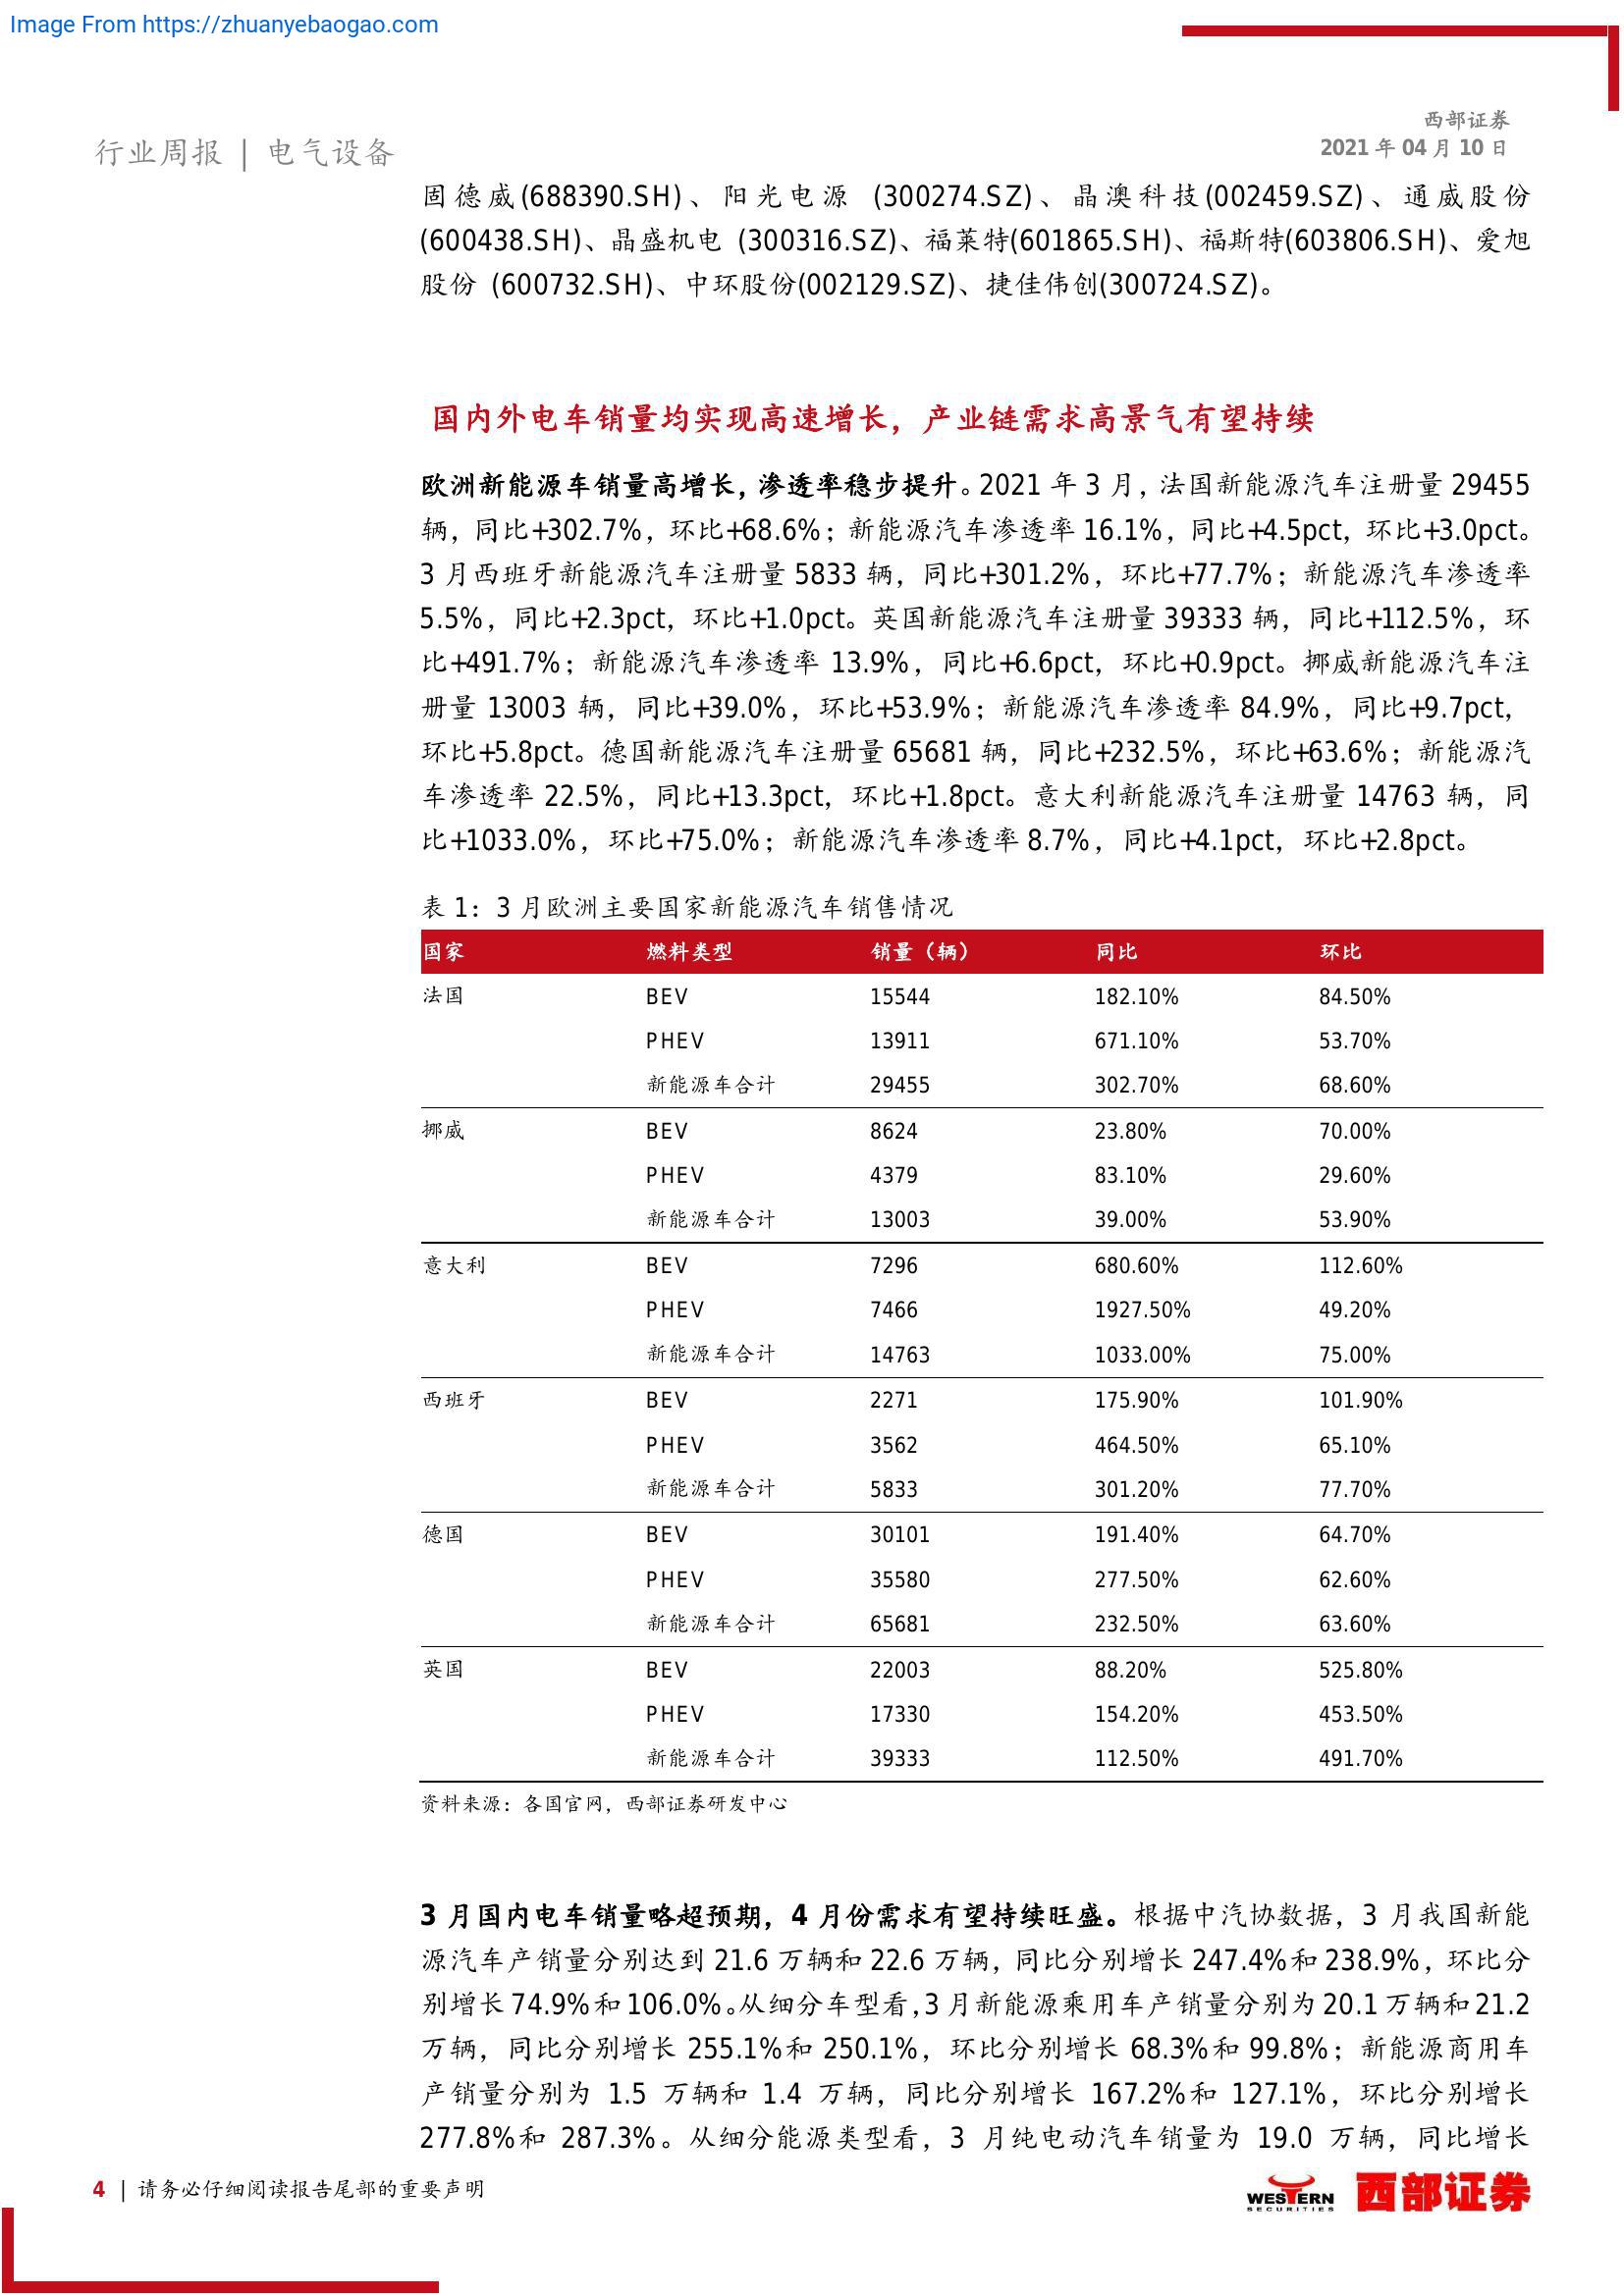 Image From https://zhuanyebaogao.com
西部证券
2021 年 04 月 10 日
行业周报 | 电气设备
固德威(688390.SH)、阳光电源 (300274.SZ)、晶澳科技(002459.SZ)、通威股份
(600438.SH)、晶盛机电 (300316.SZ)、福莱特(601865.SH)、福斯特(603806.SH)、爱旭
股份 (600732.SH)、中环股份(002129.SZ)、捷佳伟创(300724.SZ)。
国内外电车销量均实现高速增长，产业链需求高景气有望持续
欧洲新能源车销量高增长，渗透率稳步提升。2021 年 3 月，法国新能源汽车注册量 29455
辆，同比+302.7%，环比+68.6%；新能源汽车渗透率 16.1%，同比+4.5pct，环比+3.0pct。
3 月西班牙新能源汽车注册量 5833 辆，同比+301.2%，环比+77.7%；新能源汽车渗透率
5.5%，同比+2.3pct，环比+1.0pct。英国新能源汽车注册量 39333 辆，同比+112.5%，环
比+491.7%；新能源汽车渗透率 13.9%，同比+6.6pct，环比+0.9pct。挪威新能源汽车注
册量 13003 辆，同比+39.0%，环比+53.9%；新能源汽车渗透率 84.9%，同比+9.7pct，
环比+5.8pct。德国新能源汽车注册量 65681 辆，同比+232.5%，环比+63.6%；新能源汽
车渗透率 22.5%，同比+13.3pct，环比+1.8pct。意大利新能源汽车注册量 14763 辆，同
比+1033.0%，环比+75.0%；新能源汽车渗透率 8.7%，同比+4.1pct，环比+2.8pct。
表 1：3 月欧洲主要国家新能源汽车销售情况
国家 燃料类型 销量（辆） 同比 环比
法国 BEV 15544 182.10% 84.50%
PHEV 13911 671.10% 53.70%
新能源车合计 29455 302.70% 68.60%
挪威 BEV 8624 23.80% 70.00%
PHEV 4379 83.10% 29.60%
新能源车合计 13003 39.00% 53.90%
意大利 BEV 7296 680.60% 112.60%
PHEV 7466 1927.50% 49.20%
新能源车合计 14763 1033.00% 75.00%
西班牙 BEV 2271 175.90% 101.90%
PHEV 3562 464.50% 65.10%
新能源车合计 5833 301.20% 77.70%
德国 BEV 30101 191.40% 64.70%
PHEV 35580 277.50% 62.60%
新能源车合计 65681 232.50% 63.60%
英国 BEV 22003 88.20% 525.80%
PHEV 17330 154.20% 453.50%
新能源车合计 39333 112.50% 491.70%
资料来源：各国官网，西部证券研发中心
3 月国内电车销量略超预期，4 月份需求有望持续旺盛。根据中汽协数据，3 月我国新能
源汽车产销量分别达到 21.6 万辆和 22.6 万辆，同比分别增长 247.4%和 238.9%，环比分
别增长 74.9%和 106.0%。从细分车型看，3 月新能源乘用车产销量分别为 20.1 万辆和 21.2
万辆，同比分别增长 255.1%和 250.1%，环比分别增长 68.3%和 99.8%；新能源商用车
产销量分别为 1.5 万辆和 1.4 万辆，同比分别增长 167.2%和 127.1%，环比分别增长
277.8%和 287.3%。从细分能源类型看，3 月纯电动汽车销量为 19.0 万辆，同比增长
4 | 请务必仔细阅读报告尾部的重要声明
WESTERN
SECURITIES
西部证券